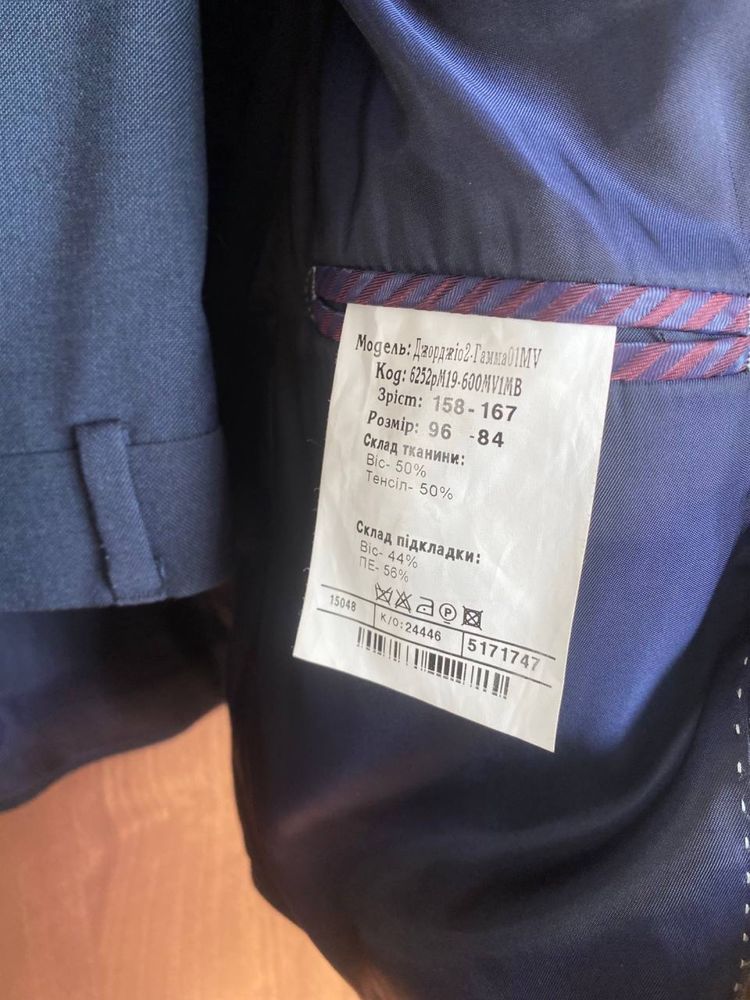 Модель: Джорджіо2-Гамма01MV
Код: 6252рМ19-600MV1MB
Зріст: 158-167
Розмір: 96 -84
Склад тканини:
Віс- 50%
Тенсіл- 50%
Склад підкладки:
Віс- 44%
ПЕ- 56%
P
15048 К/О:24446 5171747